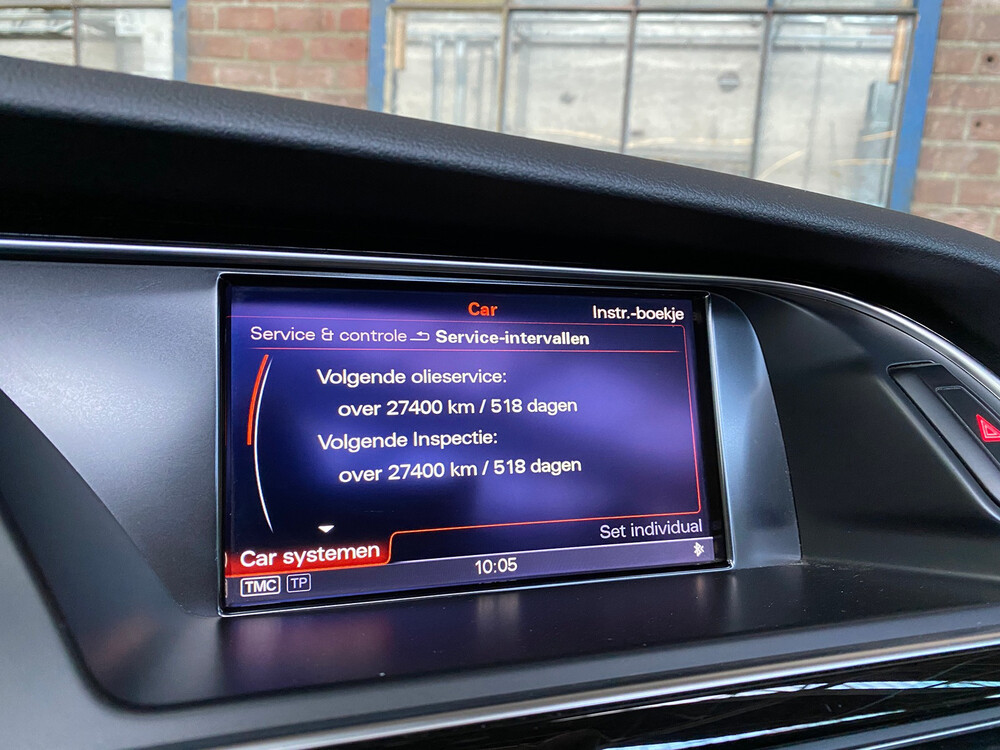 Car
Instr.-boekje
Service & controle Service-intervallen
Volgende olieservice:
over 27400 km / 518 dagen
Volgende Inspectie:
over 27400 km / 518 dagen
Set individual
Car systemen
TMC TP
10:05